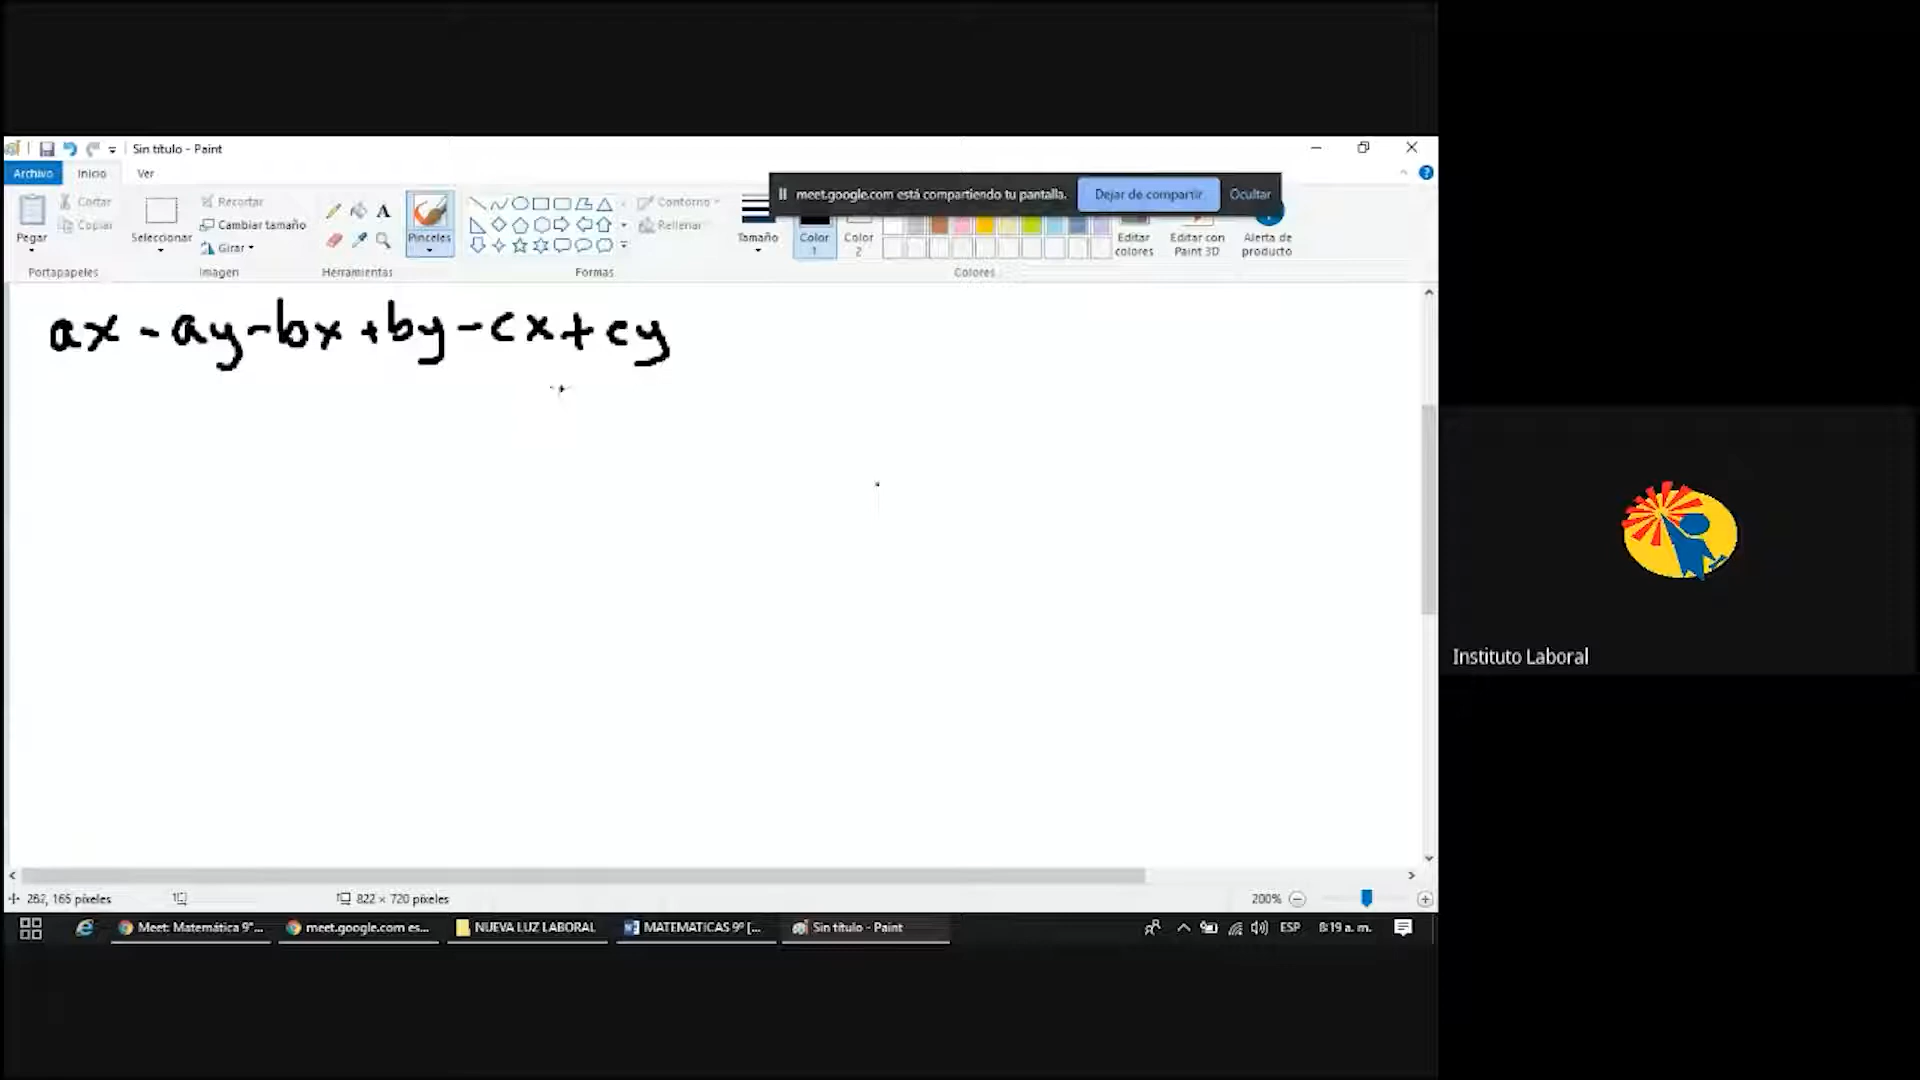 Sin título - Paint
Archivo Inicio Ver
meet.google.com está compartiendo tu pantalla. Dejar de compartir Ocultar
Pegar
Cortar
Copiar
Portapapeles
Seleccionar
Recortar
Cambiar tamaño
Girar
Imagen
A
Herramientas
Pinceles
Contorno
Rellenar
Formas
Tamaño
Color 1
Color 2
Editar colores
Colores
Editar con Paint 3D
Alerta de producto
ax - ay - bx + by - cx + cy
Instituto Laboral
262, 165 píxeles
822 × 720 píxeles
200%
Meet: Matemática 9°...
meet.google.com es...
NUEVA LUZ LABORAL
MATEMATICAS 9º [...
Sin título - Paint
ESP
8:19 a. m.